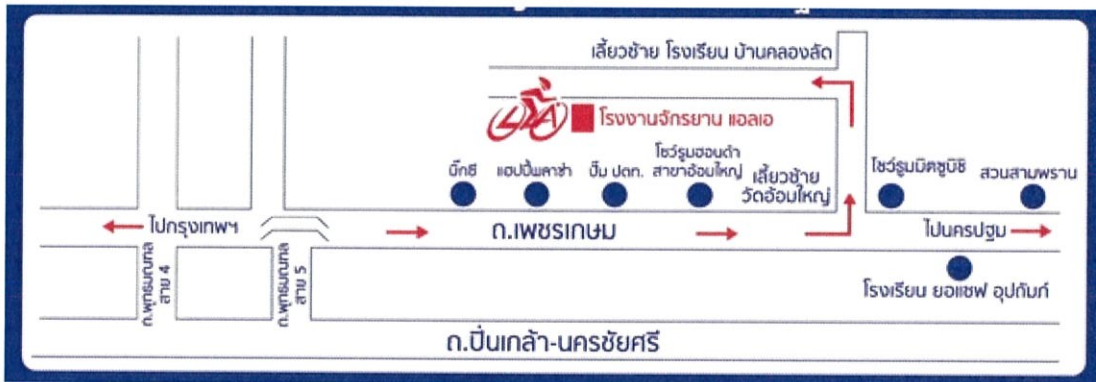 เลี้ยวซ้าย โรงเรียน บ้านคลองลัด
LA
โรงงานจักรยาน แอลเอ
บิ๊กซี
แฮปปี้พลาซ่า
ปั๊ม ปตท.
โชว์รูมฮอนด้า
สาขาอ้อมใหญ่
เลี้ยวซ้าย
วัดอ้อมใหญ่
โชว์รูมมิตซูบิชิ
สวนสามพราน
ไปกรุงเทพฯ
ถ.เพชรเกษม
ไปนครปฐม
ถ.พุทธมณฑล
สาย 4
ถ.พุทธมณฑล
สาย 5
โรงเรียน ยอแซฟ อุปถัมภ์
ถ.ปิ่นเกล้า-นครชัยศรี